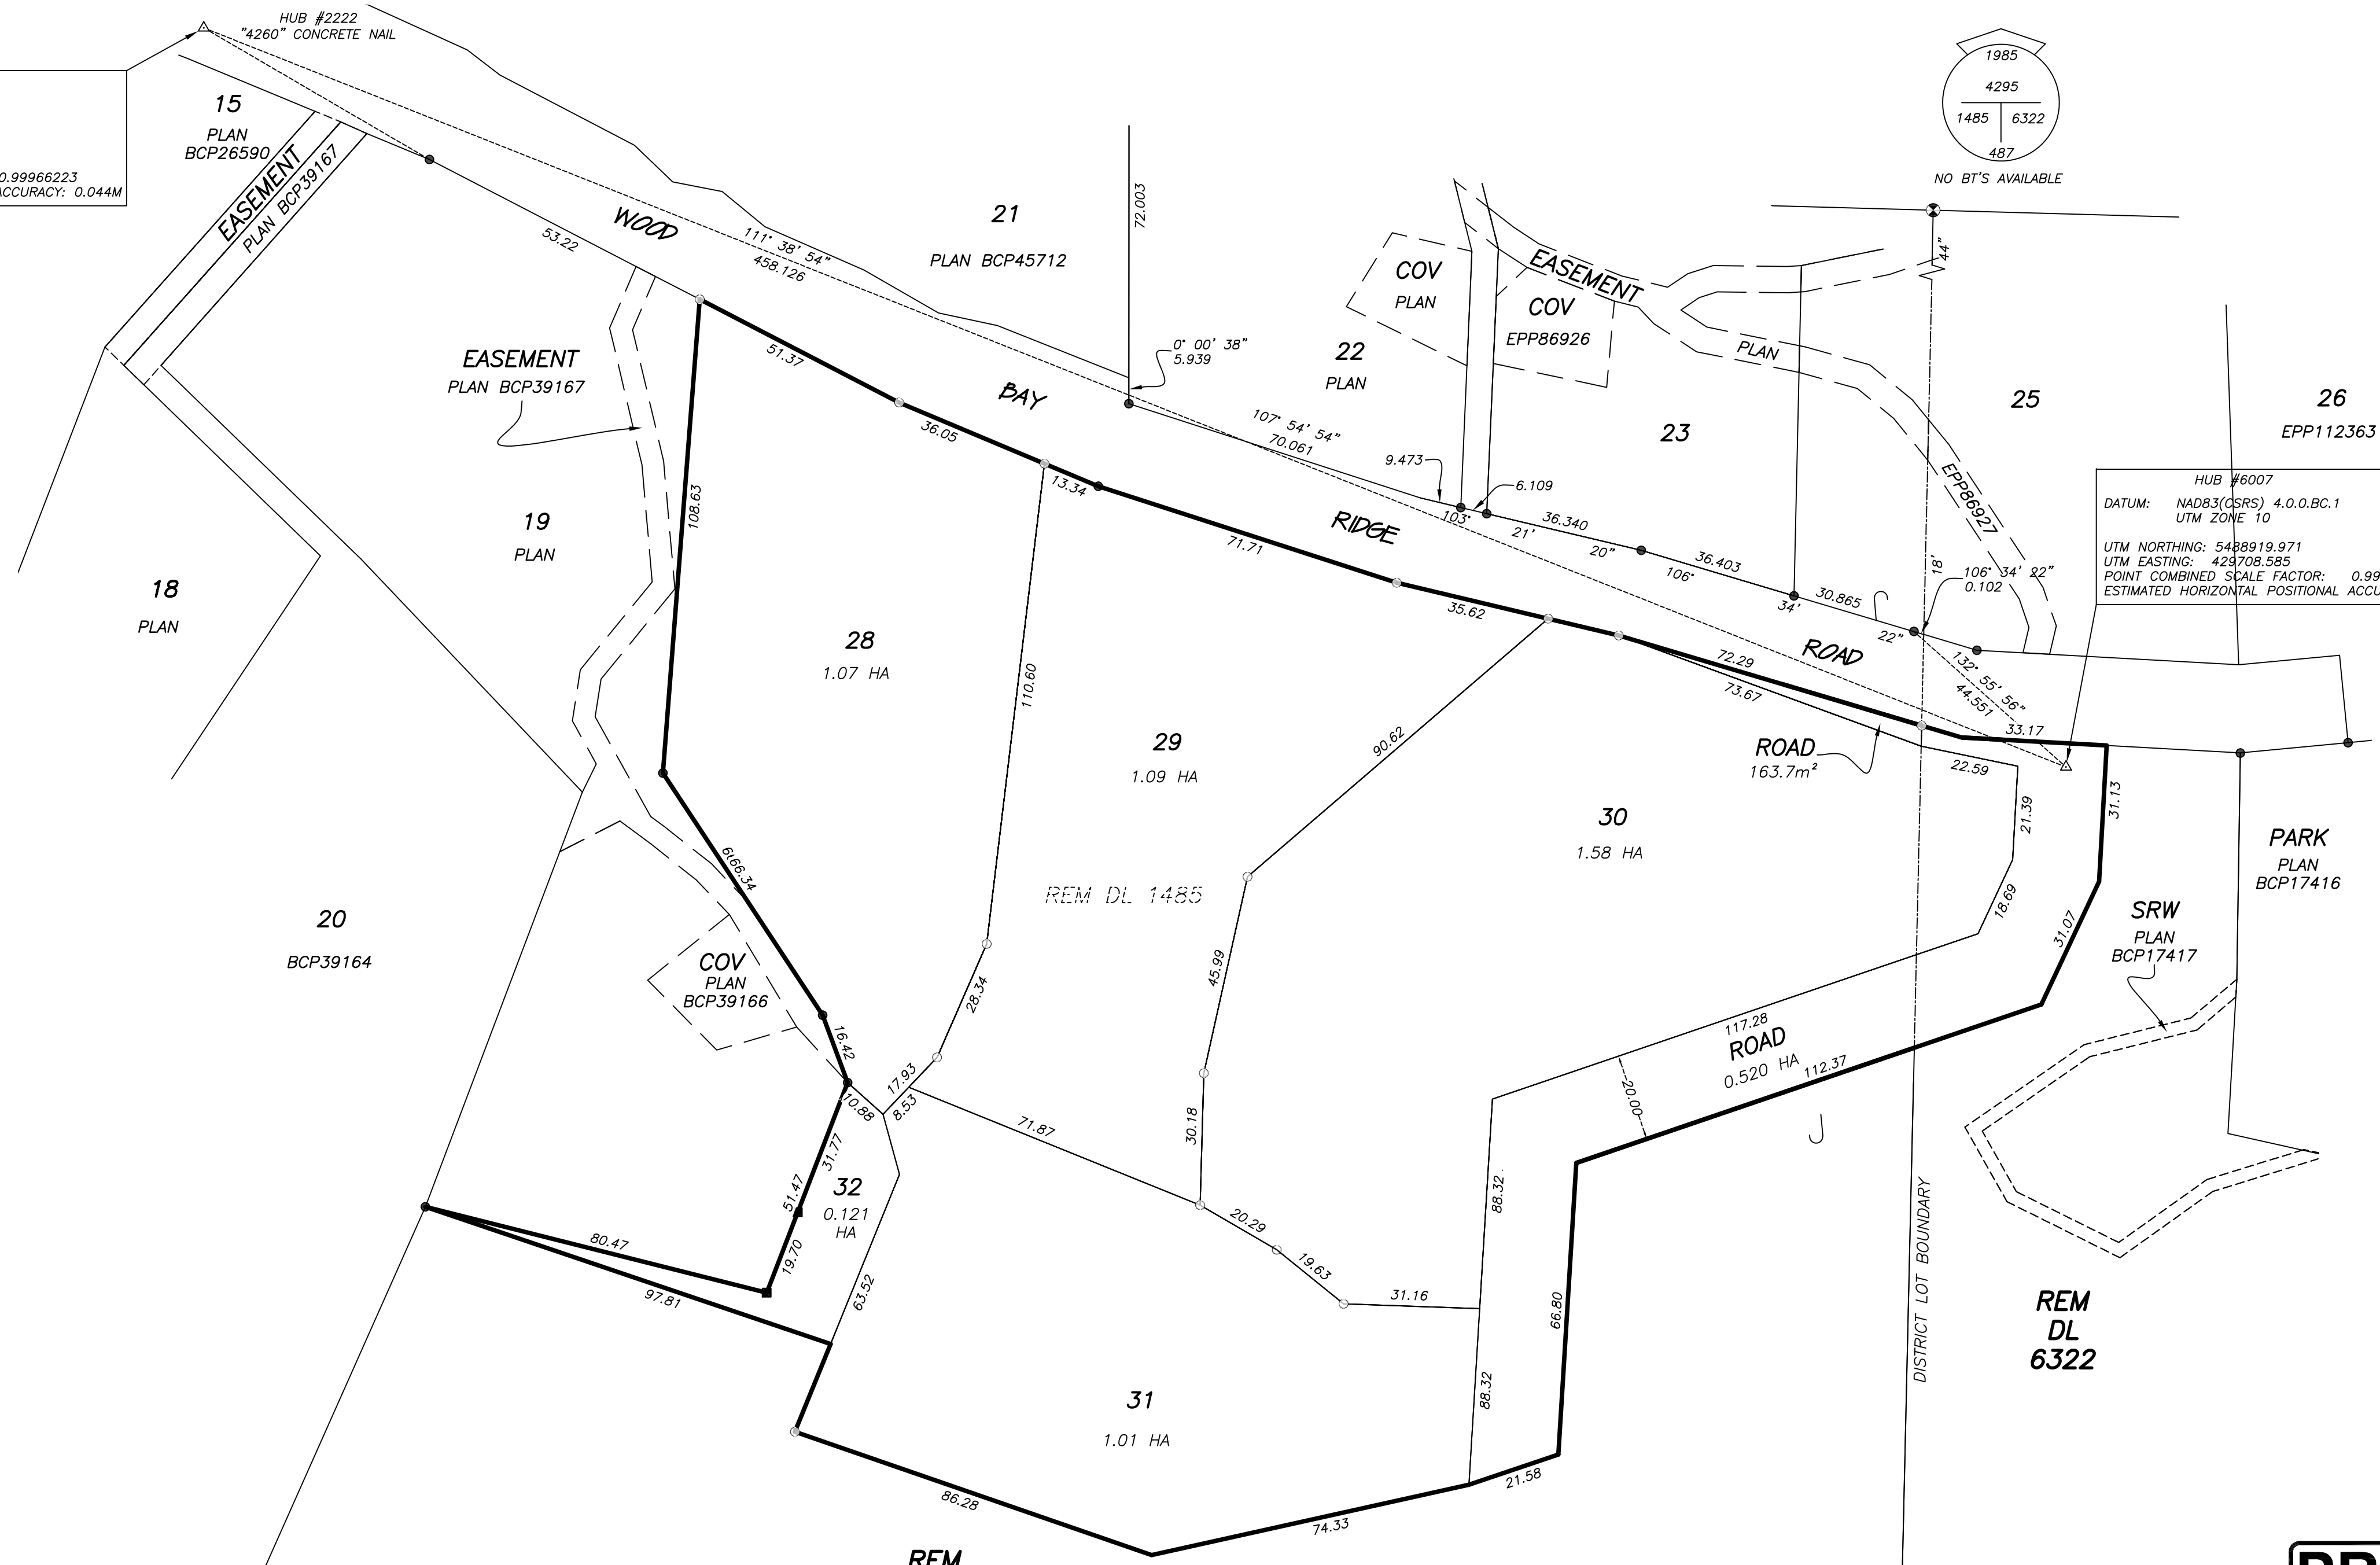 HUB #2222
"4260" CONCRETE NAIL
0.99966223
ACCURACY: 0.044M
15
PLAN
BCP26590
EASEMENT
PLAN BCP39167
53.22
WOOD
111° 38' 54"
458.126
21
PLAN BCP45712
72.003
0° 00' 38"
5.939
1985
4295
1485 6322
487
NO BT'S AVAILABLE
44"
COV
PLAN
COV
EPP86926
EASEMENT
PLAN
EPP86927
22
PLAN
23
25
26
EPP112363
EASEMENT
PLAN BCP39167
51.37
36.05
13.34
BAY
107° 54' 54"
70.061
9.473
6.109
103°
21'
20"
36.340
36.403
106°
34'
22"
30.865
18'
106° 34' 22"
0.102
HUB #6007
DATUM: NAD83(CSRS) 4.0.0.BC.1
UTM ZONE 10
UTM NORTHING: 5488919.971
UTM EASTING: 429708.585
POINT COMBINED SCALE FACTOR: 0.99
ESTIMATED HORIZONTAL POSITIONAL ACCU
108.63
19
PLAN
18
PLAN
71.71
RIDGE
35.62
72.29
73.67
ROAD
132° 55' 56"
44.551
33.17
28
1.07 HA
110.60
29
1.09 HA
90.62
ROAD
163.7m²
22.59
21.39
31.13
30
1.58 HA
PARK
PLAN
BCP17416
66.34
REM DL 1485
18.69
31.07
SRW
PLAN
BCP17417
20
BCP39164
COV
PLAN
BCP39166
45.99
28.34
16.42
17.93
10.88
8.53
117.28
ROAD
0.520 HA
112.37
20.00
31.77
51.47
19.70
32
0.121
HA
71.87
30.18
88.32
20.29
19.63
31.16
80.47
97.81
63.52
66.80
DISTRICT LOT BOUNDARY
REM
DL
6322
31
1.01 HA
88.32
21.58
86.28
74.33
REM